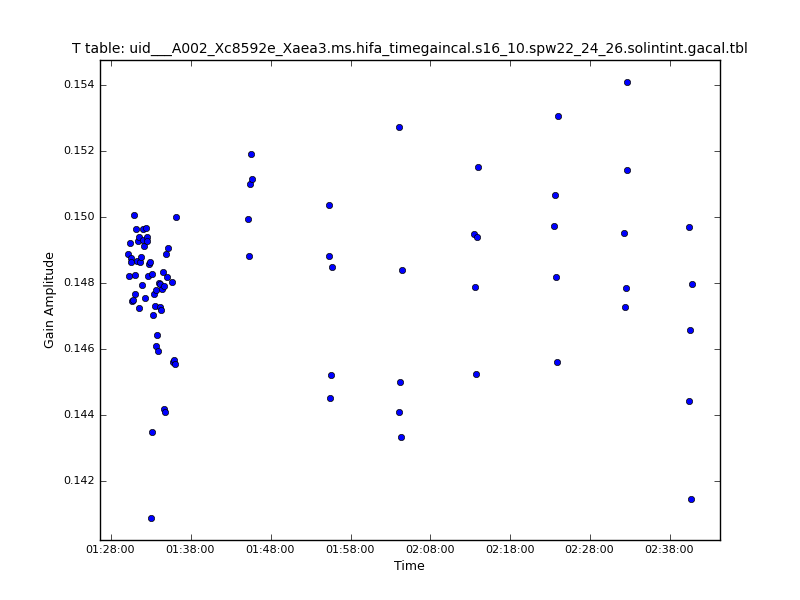 T table: uid___A002_Xc8592e_Xaea3.ms.hifa_timegaincal.s16_10.spw22_24_26.solintint.gacal.tbl
0.154
0.152
0.150
0.148
0.146
0.144
0.142
Gain Amplitude
01:28:00 01:38:00 01:48:00 01:58:00 02:08:00 02:18:00 02:28:00 02:38:00
Time